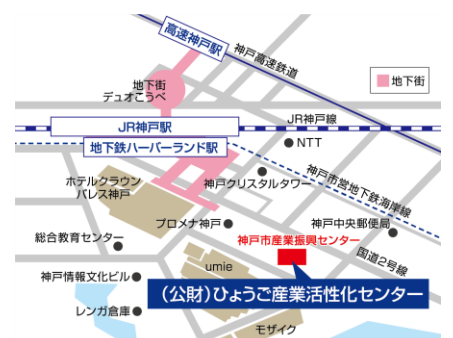 高速神戸駅
神戸高速鉄道
地下街
デュオこうべ
地下街
JR神戸線
JR神戸駅
NTT
地下鉄ハーバーランド駅
神戸市営地下鉄海岸線
ホテルクラウン
パレス神戸
神戸クリスタルタワー
プロメナ神戸
神戸中央郵便局
総合教育センター
神戸市産業振興センター
国道2号線
umie
神戸情報文化ビル
(公財)ひょうご産業活性化センター
レンガ倉庫
モザイク